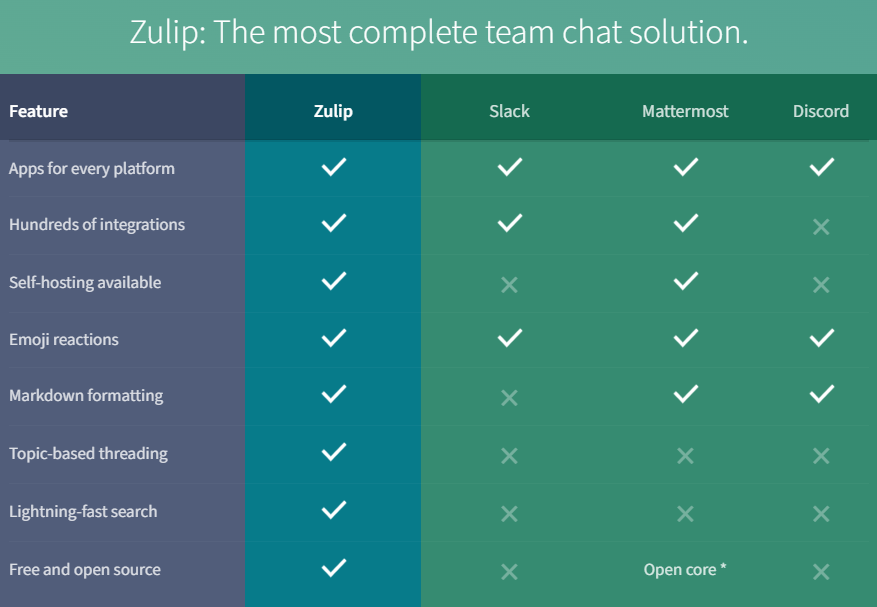 Zulip: The most complete team chat solution.
Feature Zulip Slack Mattermost Discord
Apps for every platform
Hundreds of integrations
Self-hosting available
Emoji reactions
Markdown formatting
Topic-based threading
Lightning-fast search
Free and open source Open core *